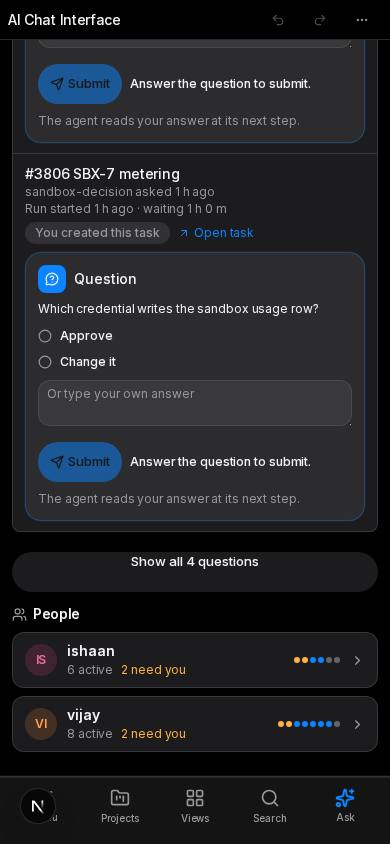 AI Chat Interface
Submit
Answer the question to submit.
The agent reads your answer at its next step.
#3806 SBX-7 metering
sandbox-decision asked 1 h ago
Run started 1 h ago · waiting 1 h 0 m
You created this task
Open task
Question
Which credential writes the sandbox usage row?
Approve
Change it
Or type your own answer
Submit
Answer the question to submit.
The agent reads your answer at its next step.
Show all 4 questions
People
IS
ishaan
6 active 2 need you
VI
vijay
8 active 2 need you
N
Projects
Views
Search
Ask